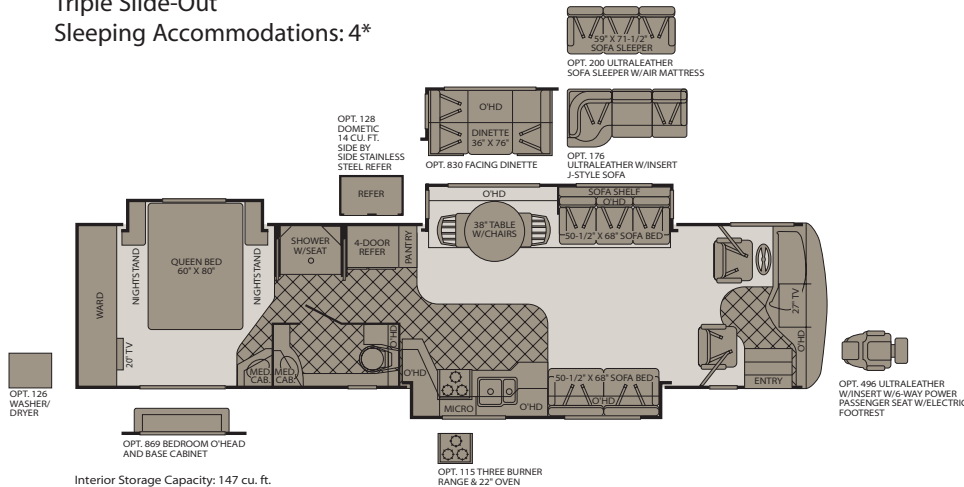 Triple Slide-Out
Sleeping Accommodations: 4*
59" X 71-1/2"
SOFA SLEEPER
OPT. 200 ULTRALEATHER
SOFA SLEEPER W/AIR MATTRESS
O'HD
DINETTE
36" X 76"
OPT. 830 FACING DINETTE
OPT. 176
ULTRALEATHER W/INSERT
J-STYLE SOFA
OPT. 128
DOMETIC
14 CU. FT.
SIDE BY
SIDE STAINLESS
STEEL REFER
REFER
O'HD
SOFA SHELF
O'HD
50-1/2" X 68" SOFA BED
38" TABLE
W/CHAIRS
PANTRY
4-DOOR
REFER
SHOWER
W/SEAT
NIGHTSTAND
QUEEN BED
60" X 80"
NIGHTSTAND
WARD
20" TV
MED.
CAB.
MED.
CAB.
O'HD
O'HD
MICRO
O'HD
50-1/2" X 68" SOFA BED
O'HD
27" TV
O'HD
ENTRY
OPT. 126
WASHER/
DRYER
OPT. 869 BEDROOM O'HEAD
AND BASE CABINET
OPT. 115 THREE BURNER
RANGE & 22" OVEN
OPT. 496 ULTRALEATHER
W/INSERT W/6-WAY POWER
PASSENGER SEAT W/ELECTRIC
FOOTREST
Interior Storage Capacity: 147 cu. ft.